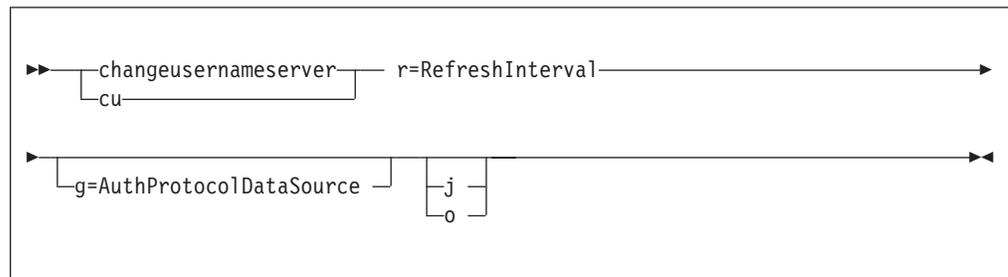 changeusernameserver r=RefreshInterval
cu
g=AuthProtocolDataSource j
o